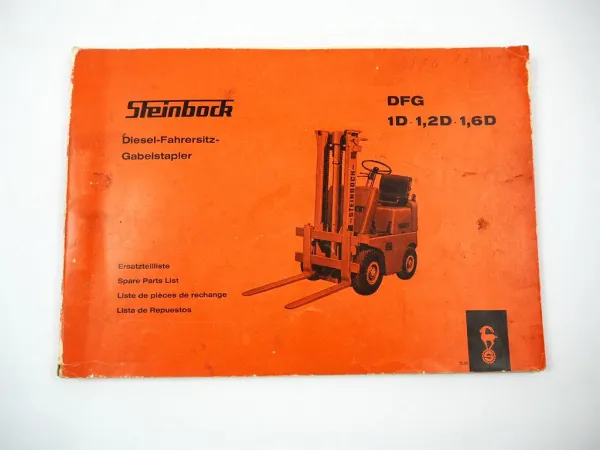 Steinbock
Diesel-Fahrersitz-
Gabelstapler
DFG
1D-1,2D-1,6D
STEINBOCK
Ersatzteilliste
Spare Parts List
Liste de pièces de rechange
Lista de Repuestos